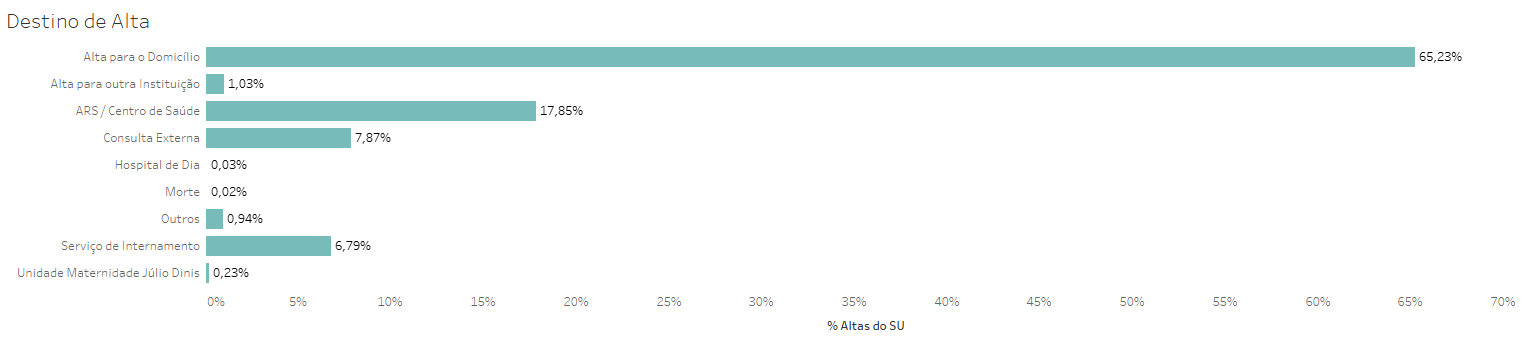 Destino de Alta
Alta para o Domicílio 65,23%
Alta para outra Instituição 1,03%
ARS / Centro de Saúde 17,85%
Consulta Externa 7,87%
Hospital de Dia 0,03%
Morte 0,02%
Outros 0,94%
Serviço de Internamento 6,79%
Unidade Maternidade Júlio Dinis 0,23%
0% 5% 10% 15% 20% 25% 30% 35% 40% 45% 50% 55% 60% 65% 70%
% Altas do SU